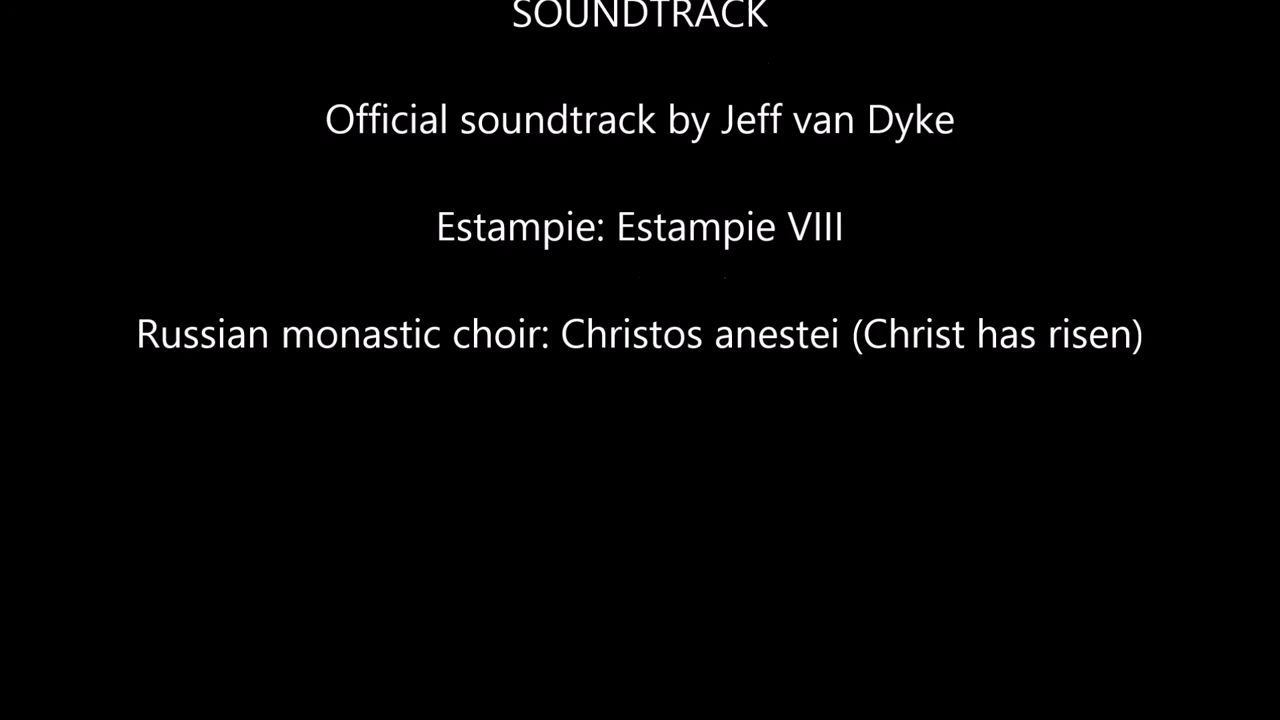 SOUNDTRACK
Official soundtrack by Jeff van Dyke
Estampie: Estampie VIII
Russian monastic choir: Christos anestei (Christ has risen)